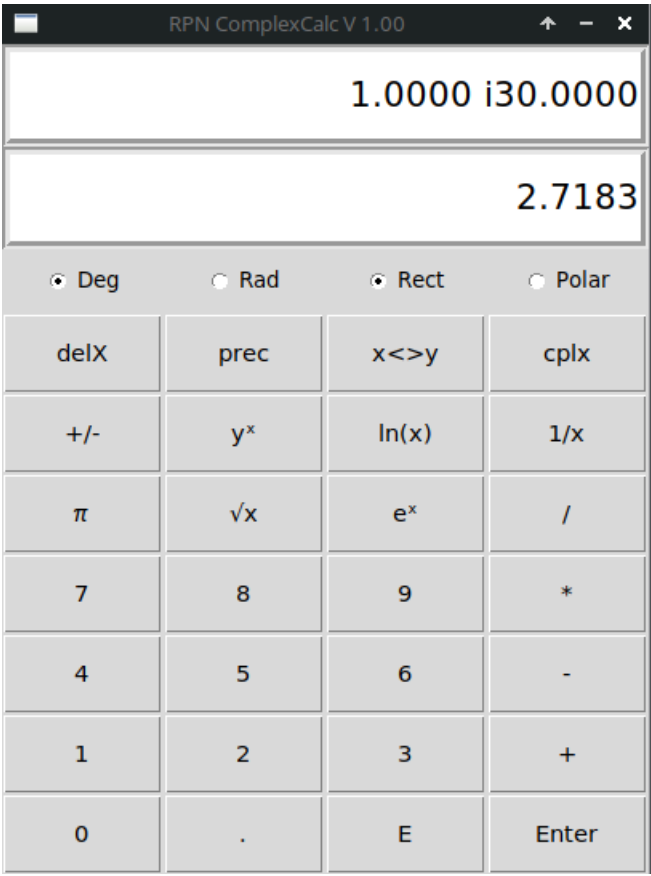 RPN ComplexCalc V 1.00
1.0000 i30.0000
2.7183
Deg Rad Rect Polar
delX prec x<>y cplx
+/- yˣ ln(x) 1/x
π √x eˣ /
7 8 9 *
4 5 6 -
1 2 3 +
0 . E Enter